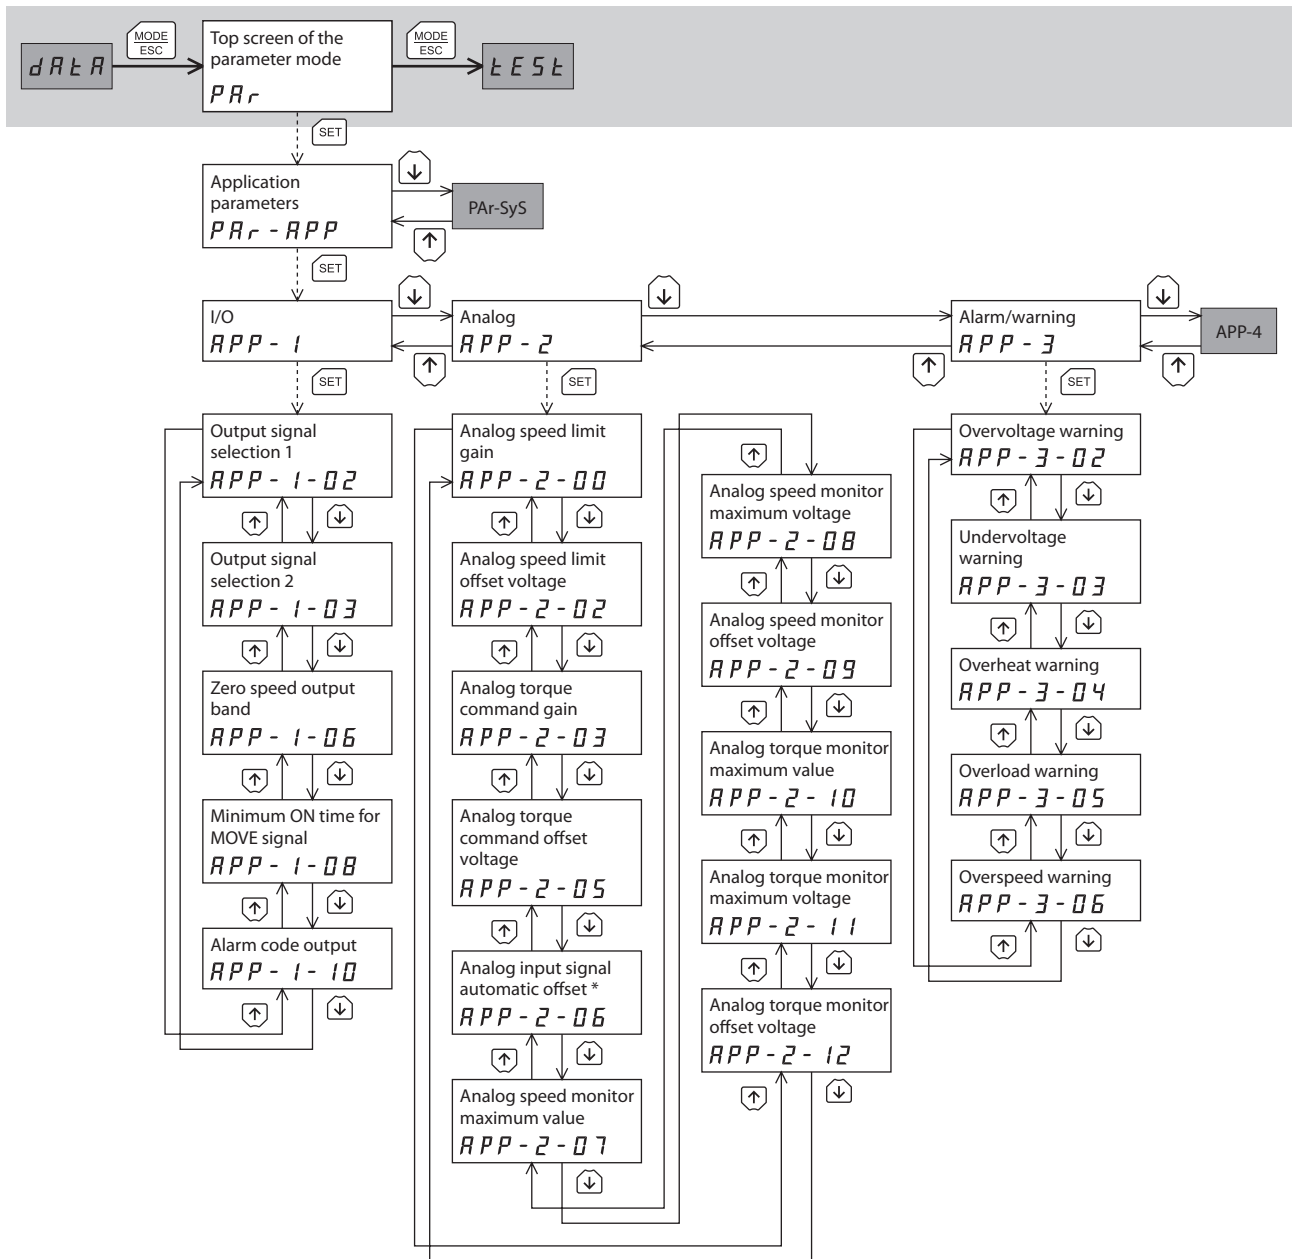 MODE
ESC
MODE
ESC
dAtA
Top screen of the
parameter mode
PAr
tESt
SET
Application
parameters
PAr-APP
PAr-SyS
SET
I/O
APP-1
Analog
APP-2
Alarm/warning
APP-3
APP-4
SET
SET
SET
Output signal
selection 1
APP-1-02
Output signal
selection 2
APP-1-03
Zero speed output
band
APP-1-06
Minimum ON time for
MOVE signal
APP-1-08
Alarm code output
APP-1-10
Analog speed limit
gain
APP-2-00
Analog speed limit
offset voltage
APP-2-02
Analog torque
command gain
APP-2-03
Analog torque
command offset
voltage
APP-2-05
Analog input signal
automatic offset *
APP-2-06
Analog speed monitor
maximum value
APP-2-07
Analog speed monitor
maximum voltage
APP-2-08
Analog speed monitor
offset voltage
APP-2-09
Analog torque monitor
maximum value
APP-2-10
Analog torque monitor
maximum voltage
APP-2-11
Analog torque monitor
offset voltage
APP-2-12
Overvoltage warning
APP-3-02
Undervoltage
warning
APP-3-03
Overheat warning
APP-3-04
Overload warning
APP-3-05
Overspeed warning
APP-3-06